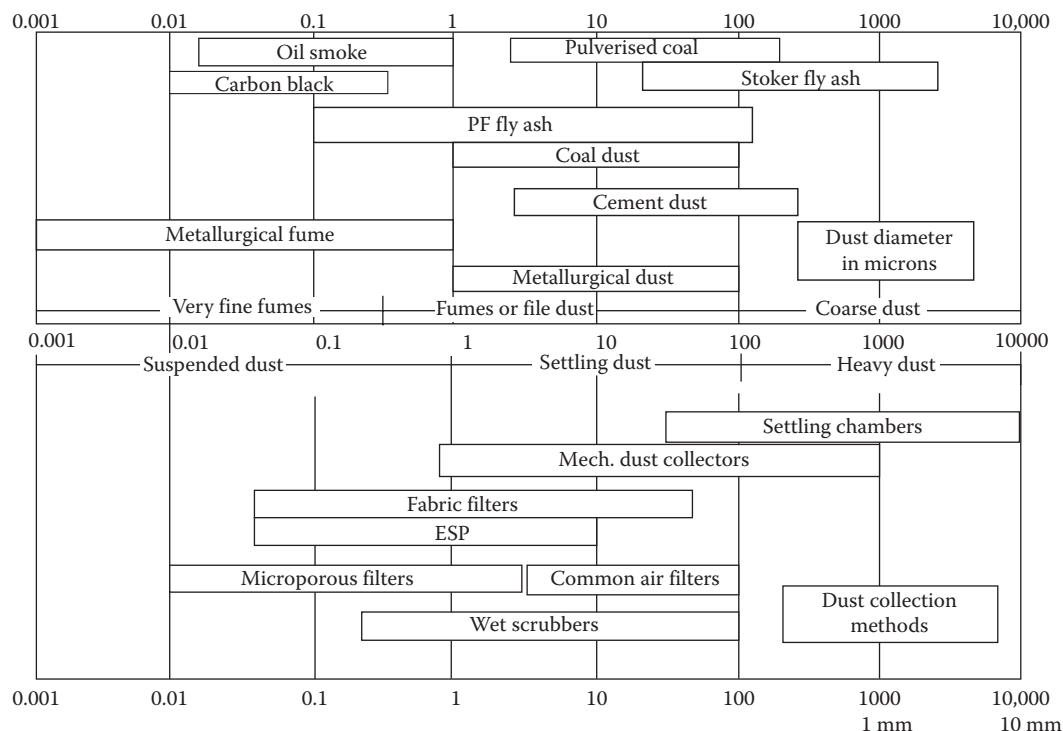 0.001 0.01 0.1 1 10 100 1000 10,000
Oil smoke
Pulverised coal
Carbon black
Stoker fly ash
PF fly ash
Coal dust
Cement dust
Metallurgical fume
Dust diameter
in microns
Metallurgical dust
Very fine fumes Fumes or file dust Coarse dust
0.001 0.01 0.1 1 10 100 1000 10000
Suspended dust Settling dust Heavy dust
Settling chambers
Mech. dust collectors
Fabric filters
ESP
Microporous filters Common air filters
Dust collection
methods
Wet scrubbers
0.001 0.01 0.1 1 10 100 1000 10,000
1 mm 10 mm